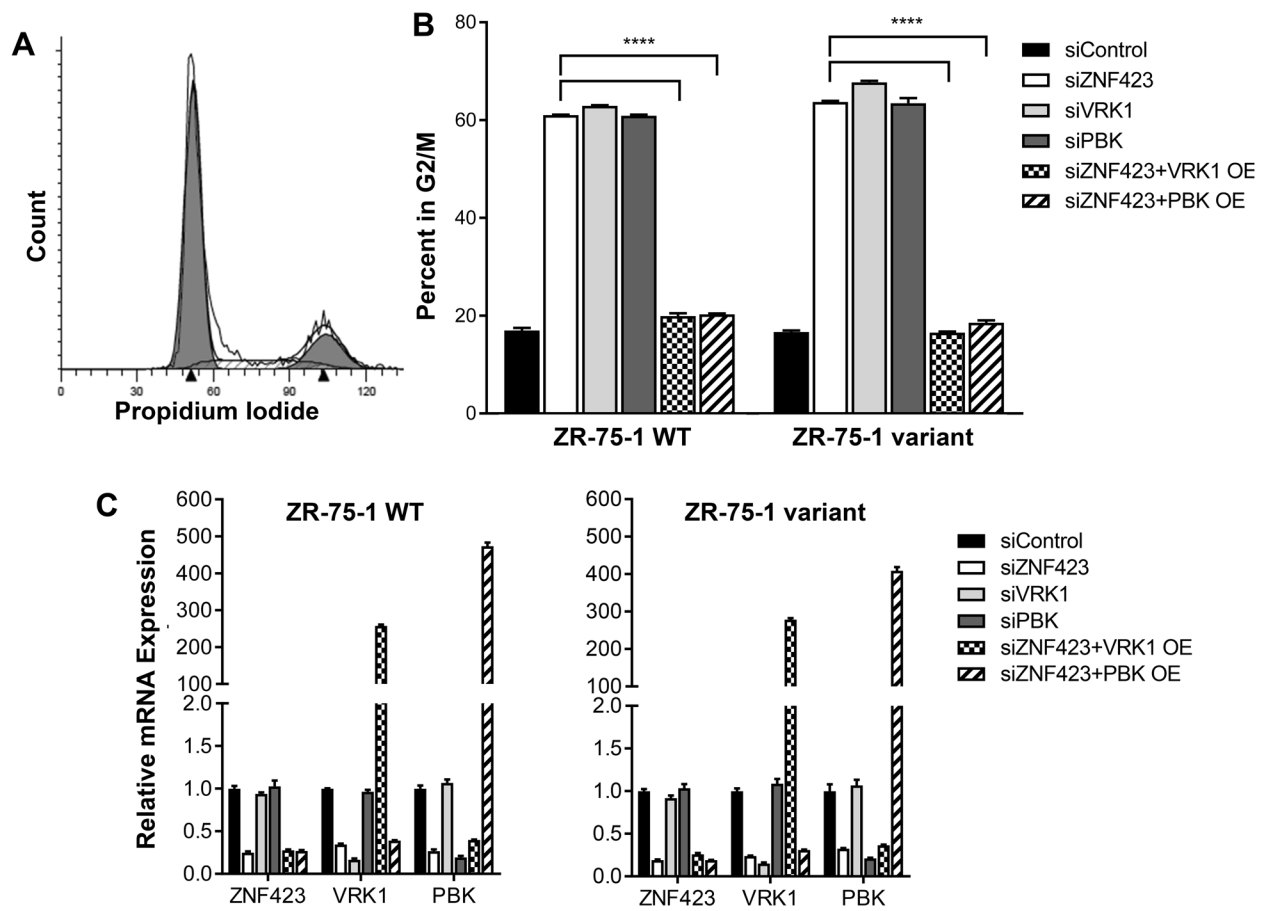 A
Count
0 30 60 90 120
Propidium Iodide
B
Percent in G2/M
80
60
40
20
0
****
****
ZR-75-1 WT
ZR-75-1 variant
siControl
siZNF423
siVRK1
siPBK
siZNF423+VRK1 OE
siZNF423+PBK OE
C
Relative mRNA Expression
ZR-75-1 WT
600
500
400
300
200
100
2.0
1.5
1.0
0.5
0.0
ZNF423 VRK1 PBK
ZR-75-1 variant
600
500
400
300
200
100
2.0
1.5
1.0
0.5
0.0
ZNF423 VRK1 PBK
siControl
siZNF423
siVRK1
siPBK
siZNF423+VRK1 OE
siZNF423+PBK OE